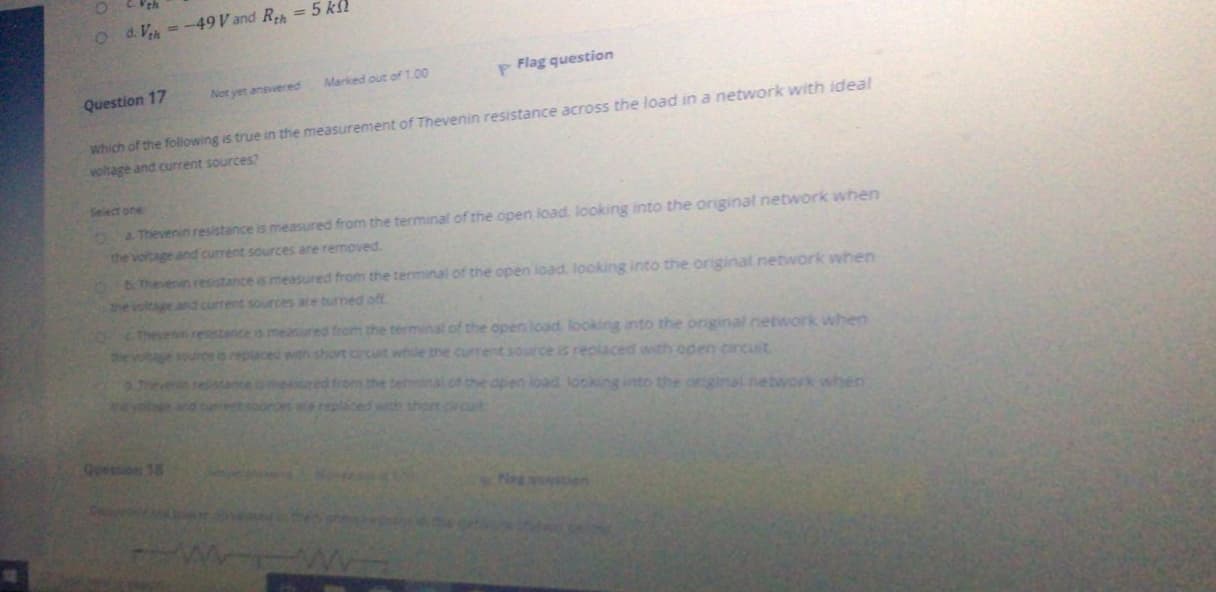 c. Vth
d. Vth = -49 V and Rth = 5 kΩ
Question 17 Not yet answered Marked out of 1.00 Flag question
Which of the following is true in the measurement of Thevenin resistance across the load in a network with ideal
voltage and current sources?
Select one:
a. Thevenin resistance is measured from the terminal of the open load, looking into the original network when
the voltage and current sources are removed.
b. Thevenin resistance is measured from the terminal of the open load, looking into the original network when
the voltage and current sources are turned off.
c. Thevenin resistance is measured from the terminal of the open load, looking into the original network when
the voltage source is replaced with short circuit while the current source is replaced with open circuit.
d. Thevenin resistance is measured from the terminal of the open load, looking into the original network when
the voltage and current sources are replaced with short circuit
Question 18 Flag question